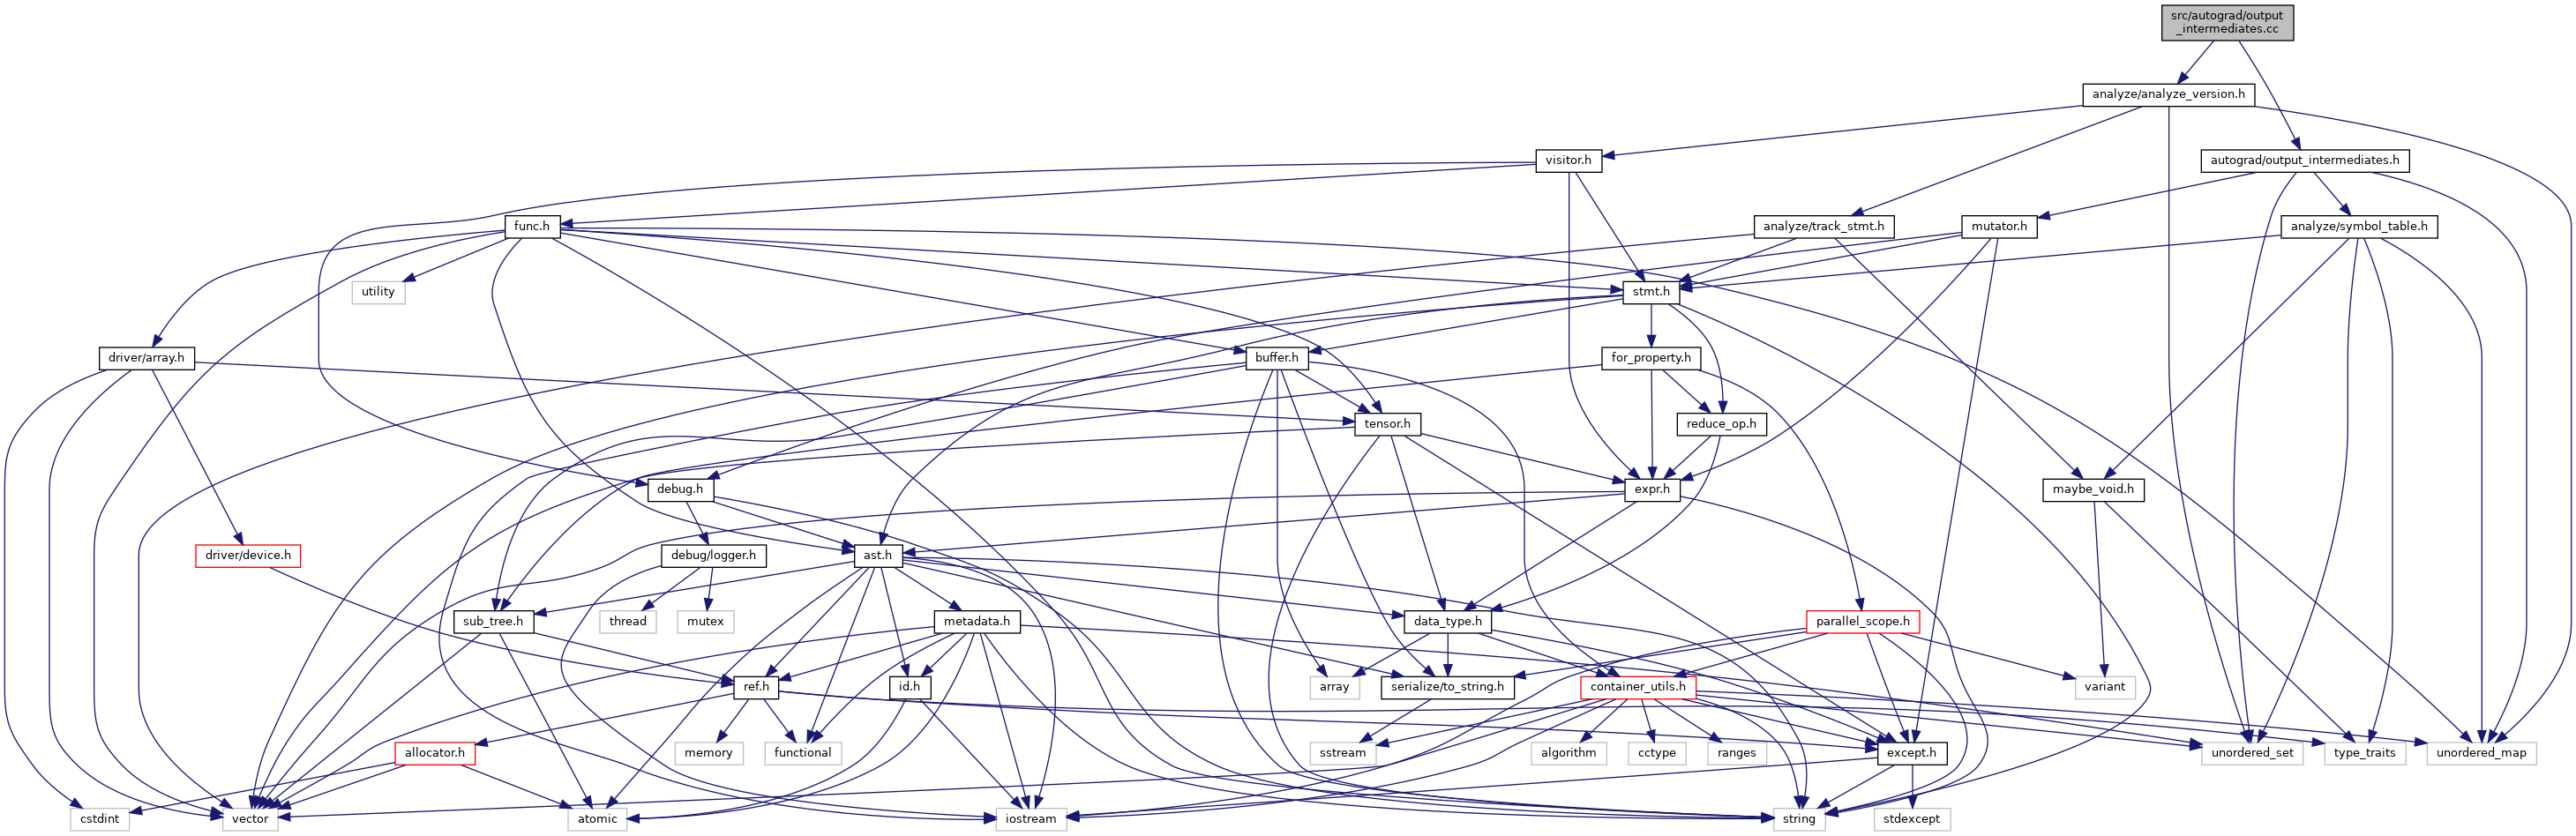 src/autograd/output
_intermediates.cc
analyze/analyze_version.h
visitor.h
autograd/output_intermediates.h
func.h
analyze/track_stmt.h
mutator.h
analyze/symbol_table.h
utility
stmt.h
driver/array.h
buffer.h
for_property.h
tensor.h
reduce_op.h
debug.h
expr.h
maybe_void.h
driver/device.h
debug/logger.h
ast.h
sub_tree.h
thread
mutex
metadata.h
data_type.h
parallel_scope.h
ref.h
id.h
array
serialize/to_string.h
container_utils.h
variant
allocator.h
memory
functional
sstream
algorithm
cctype
ranges
except.h
unordered_set
type_traits
unordered_map
cstdint
vector
atomic
iostream
string
stdexcept